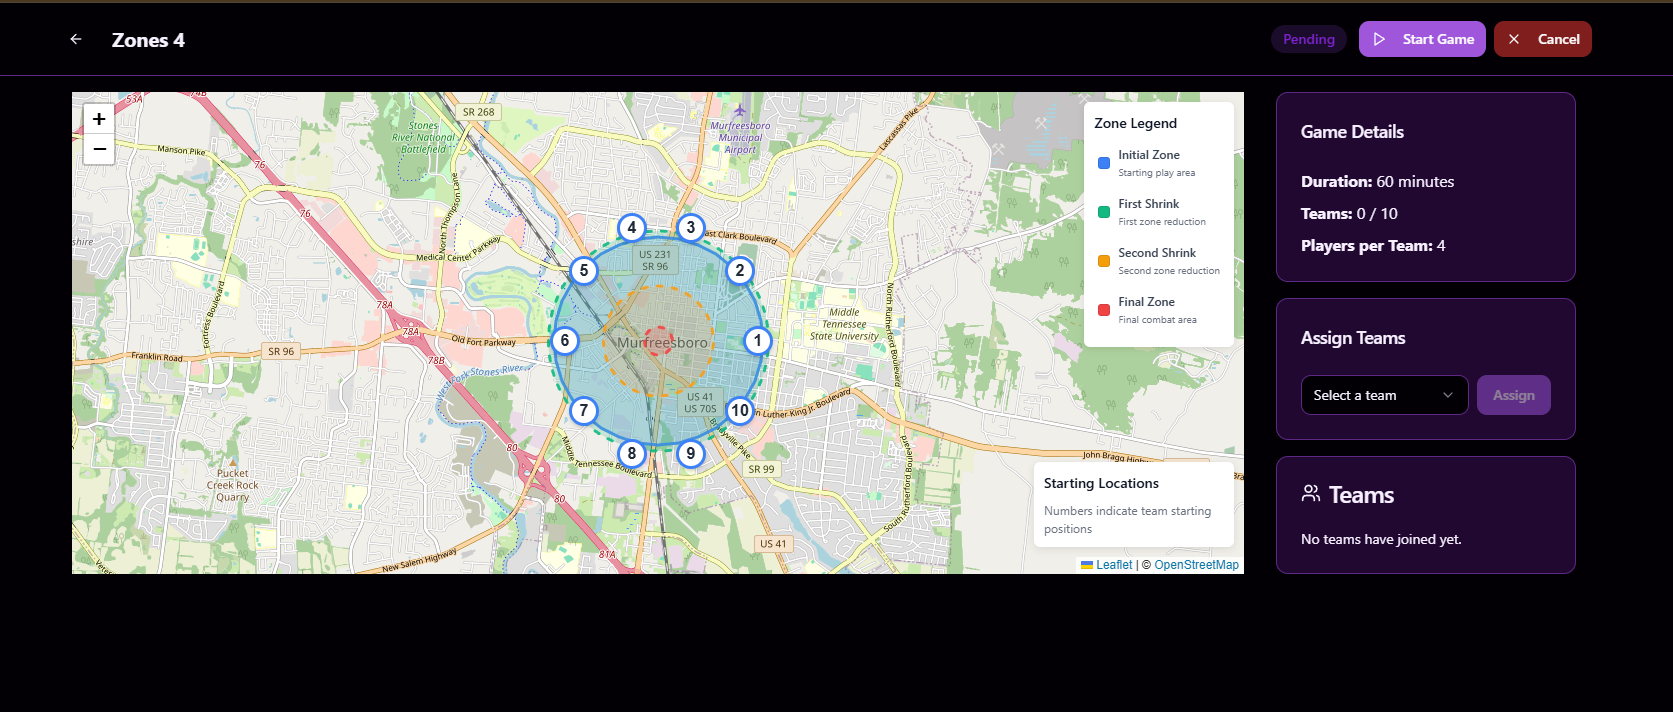 Zones 4
Pending
Start Game
Cancel
+
−
53A
74B
SR 268
Stones
River National
Battlefield
Murfreesboro
Municipal
Airport
Lascassas Pike
Manson Pike
76
North Thompson Lane
76
shire
Medical Center Parkway
4
3
ast Clark Boulevard
5
2
US 231
SR 96
Fortress Boulevard
78A
78A
Old Fort Parkway
6
Murfreesboro
1
Middle
Tennessee
State University
North Rutherford Boulevard
Franklin Road
SR 96
78B
West Fork Stones River
US 41
US 70S
7
10
n Luther King Jr. Boulevard
80
8
9
Middle
Tennessee Boulevard
SR 99
John Bragg High
Pucket
Creek Rock
Quarry
80
South Rutherford Boulevard
US 41
New Salem Highway
81A
Zone Legend
Initial Zone
Starting play area
First Shrink
First zone reduction
Second Shrink
Second zone reduction
Final Zone
Final combat area
Starting Locations
Numbers indicate team starting
positions
Leaflet | © OpenStreetMap
Game Details
Duration: 60 minutes
Teams: 0 / 10
Players per Team: 4
Assign Teams
Select a team
Assign
Teams
No teams have joined yet.